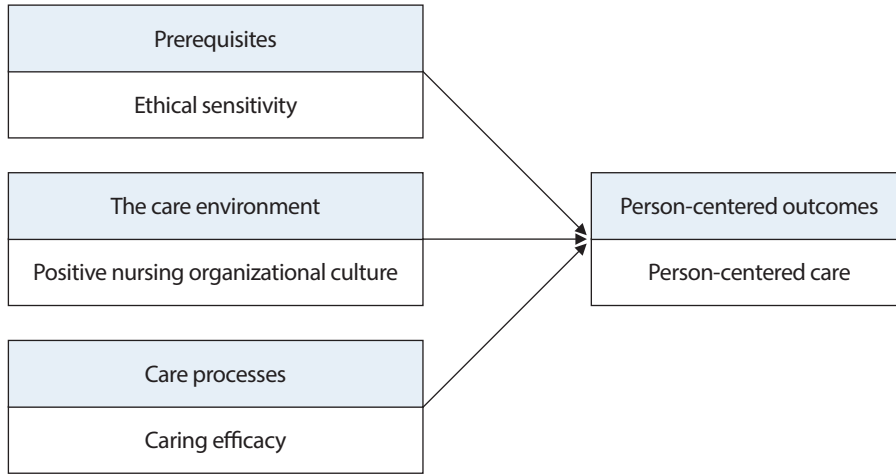 Prerequisites
Ethical sensitivity
The care environment
Positive nursing organizational culture
Care processes
Caring efficacy
Person-centered outcomes
Person-centered care